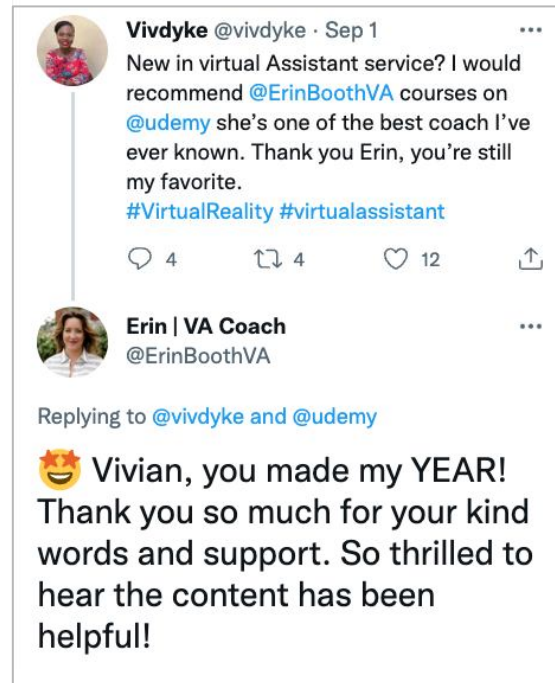 Vivdyke @vivdyke · Sep 1
New in virtual Assistant service? I would
recommend @ErinBoothVA courses on
@udemy she’s one of the best coach I’ve
ever known. Thank you Erin, you’re still
my favorite.
#VirtualReality #virtualassistant
4 4 12
Erin | VA Coach
@ErinBoothVA
Replying to @vivdyke and @udemy
🤩 Vivian, you made my YEAR!
Thank you so much for your kind
words and support. So thrilled to
hear the content has been
helpful!